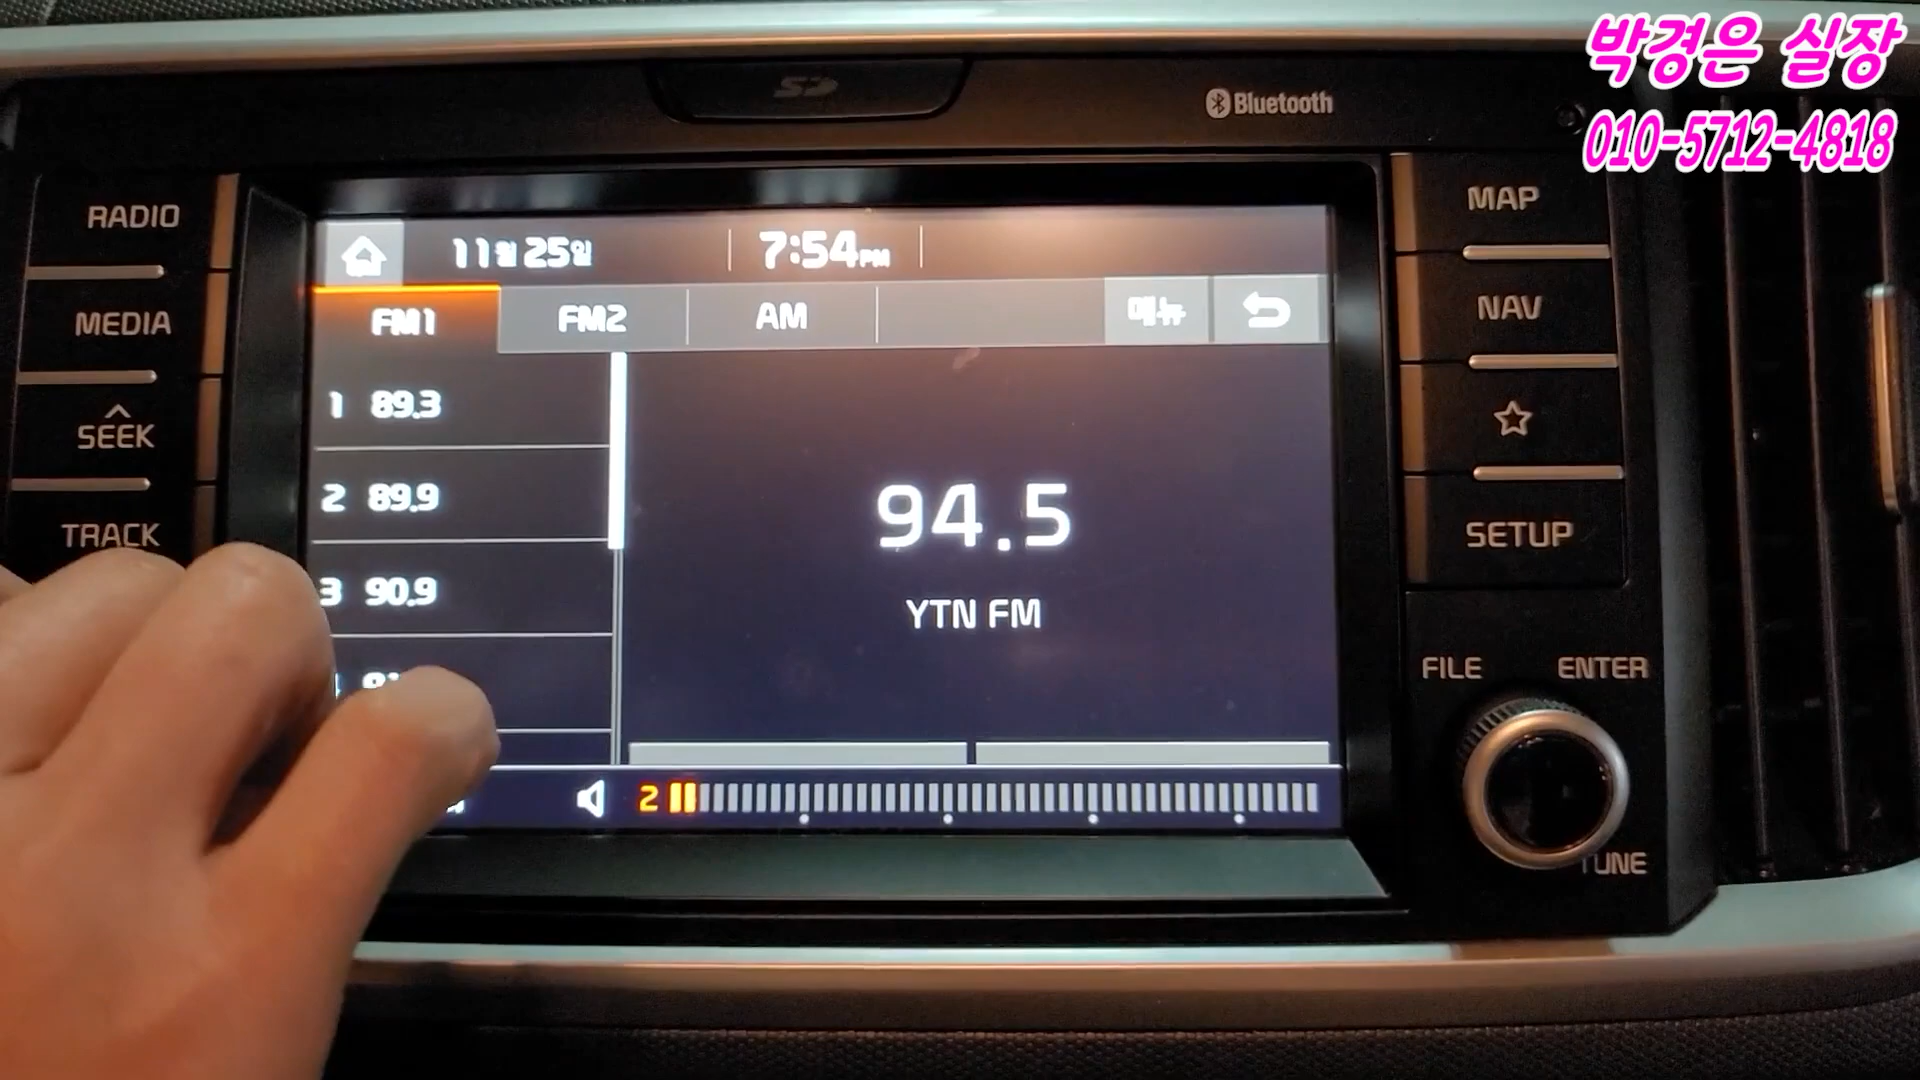 박경은 실장
010-5712-4818
SD
Bluetooth
RADIO
MEDIA
SEEK
TRACK
11월 25일
7:54PM
FM1
FM2
AM
메뉴
1 89.3
2 89.9
3 90.9
94.5
YTN FM
2
MAP
NAV
SETUP
FILE
ENTER
TUNE